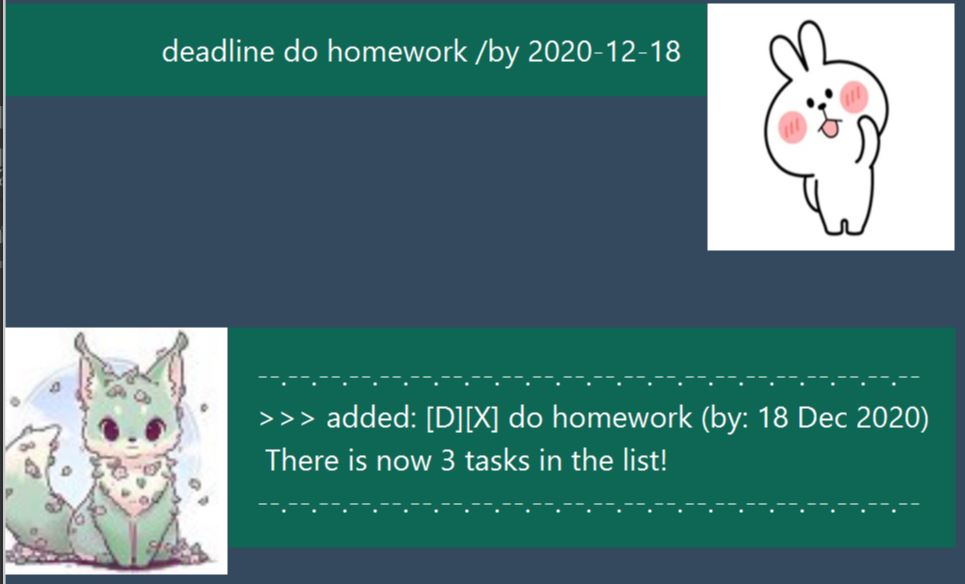 deadline do homework /by 2020-12-18
--.--.--.--.--.--.--.--.--.--.--.--.--.--.--.--.--.--.--.--.--.--
>>> added: [D][X] do homework (by: 18 Dec 2020)
There is now 3 tasks in the list!
--.--.--.--.--.--.--.--.--.--.--.--.--.--.--.--.--.--.--.--.--.--